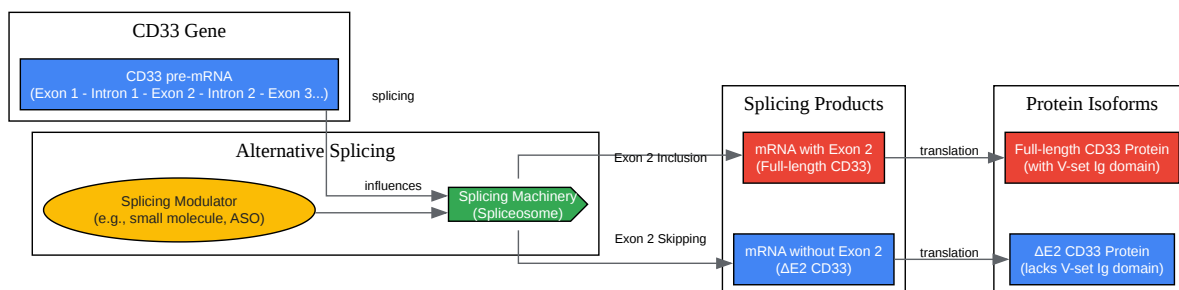 CD33 Gene
CD33 pre-mRNA
(Exon 1 - Intron 1 - Exon 2 - Intron 2 - Exon 3...)
splicing
Alternative Splicing
Splicing Modulator
(e.g., small molecule, ASO)
influences
Splicing Machinery
(Spliceosome)
Exon 2 Inclusion
Exon 2 Skipping
Splicing Products
mRNA with Exon 2
(Full-length CD33)
mRNA without Exon 2
(ΔE2 CD33)
translation
translation
Protein Isoforms
Full-length CD33 Protein
(with V-set Ig domain)
ΔE2 CD33 Protein
(lacks V-set Ig domain)